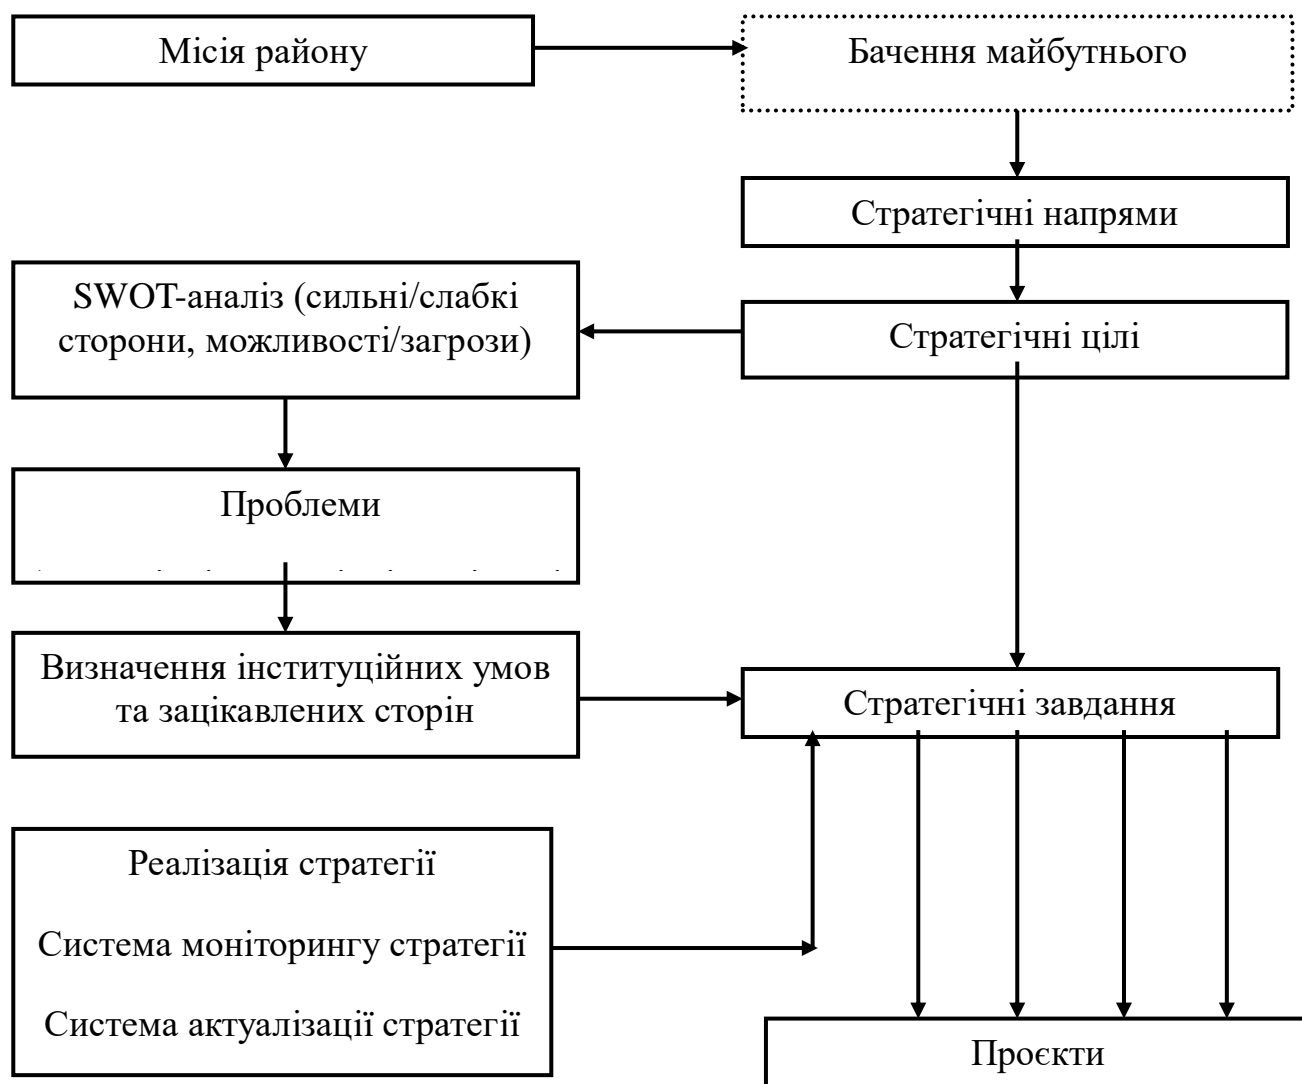 Місія району
Бачення майбутнього
Стратегічні напрями
SWOT-аналіз (сильні/слабкі
сторони, можливості/загрози)
Стратегічні цілі
Проблеми
Визначення інституційних умов
та зацікавлених сторін
Стратегічні завдання
Реалізація стратегії
Система моніторингу стратегії
Система актуалізації стратегії
Проєкти